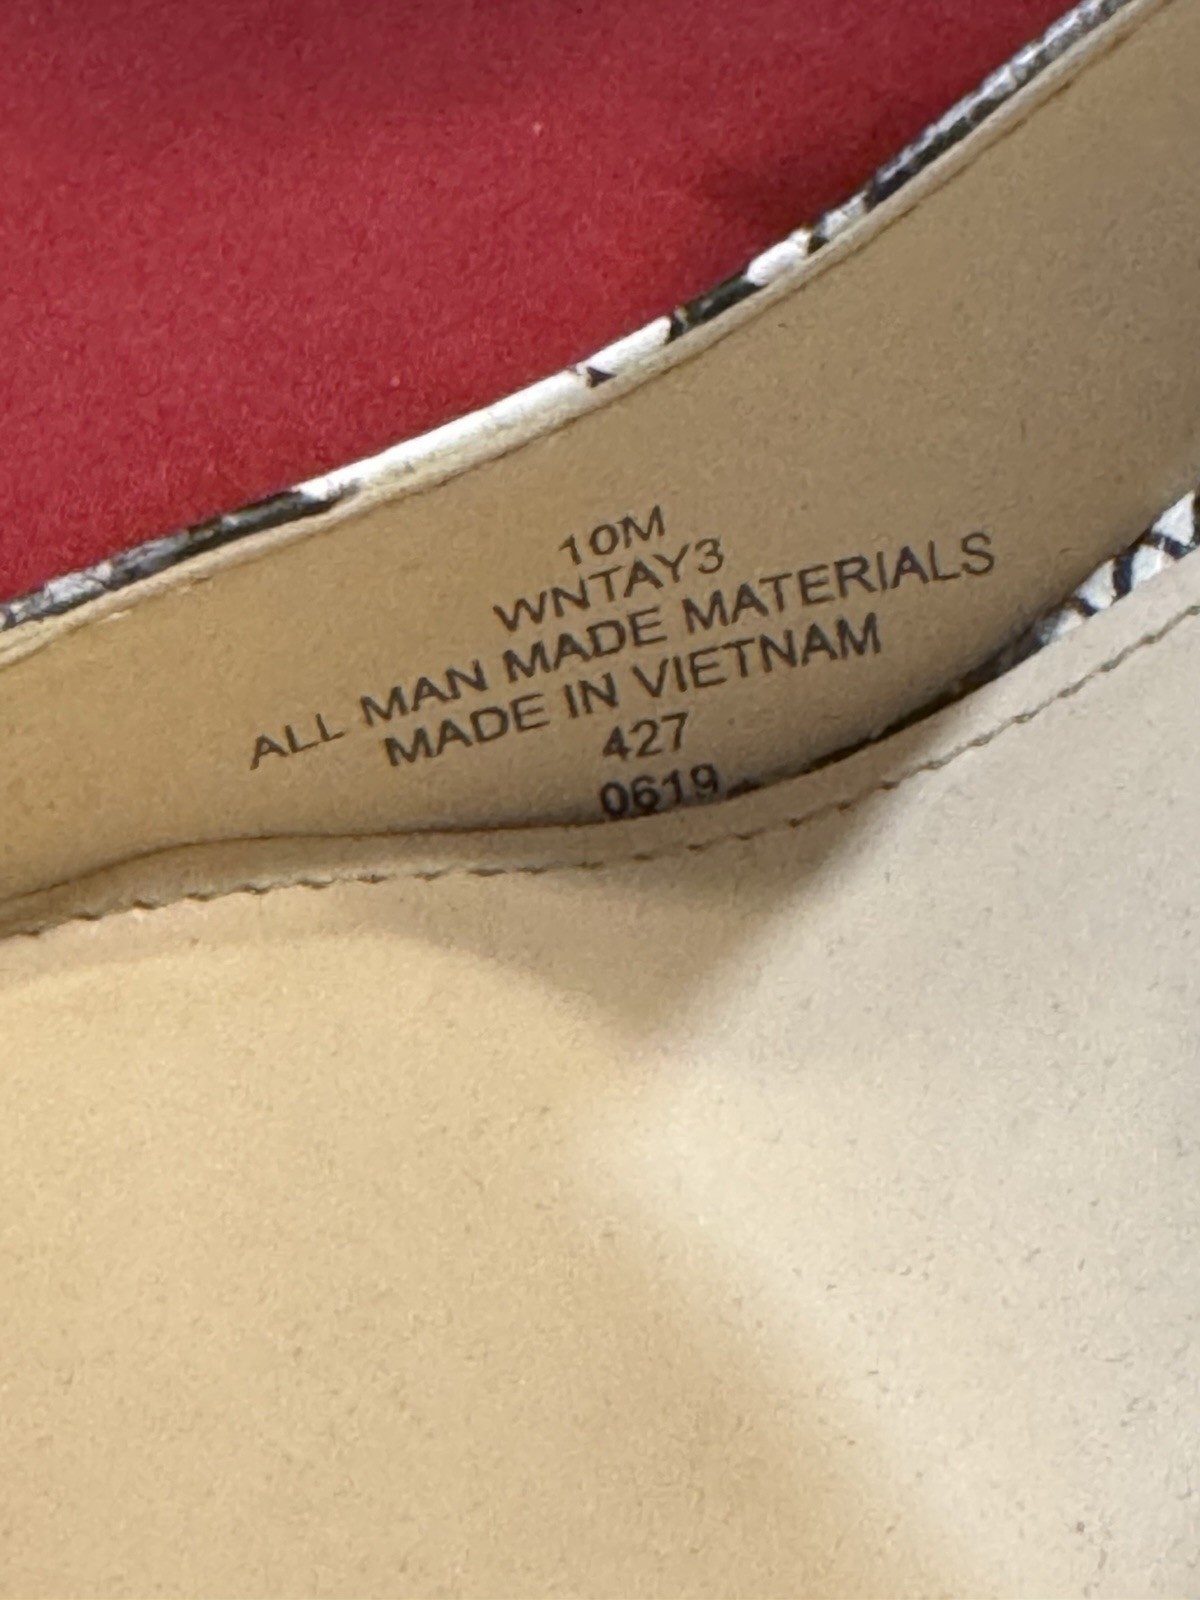 10M
WNTAY3
ALL MAN MADE MATERIALS
MADE IN VIETNAM
427
0619